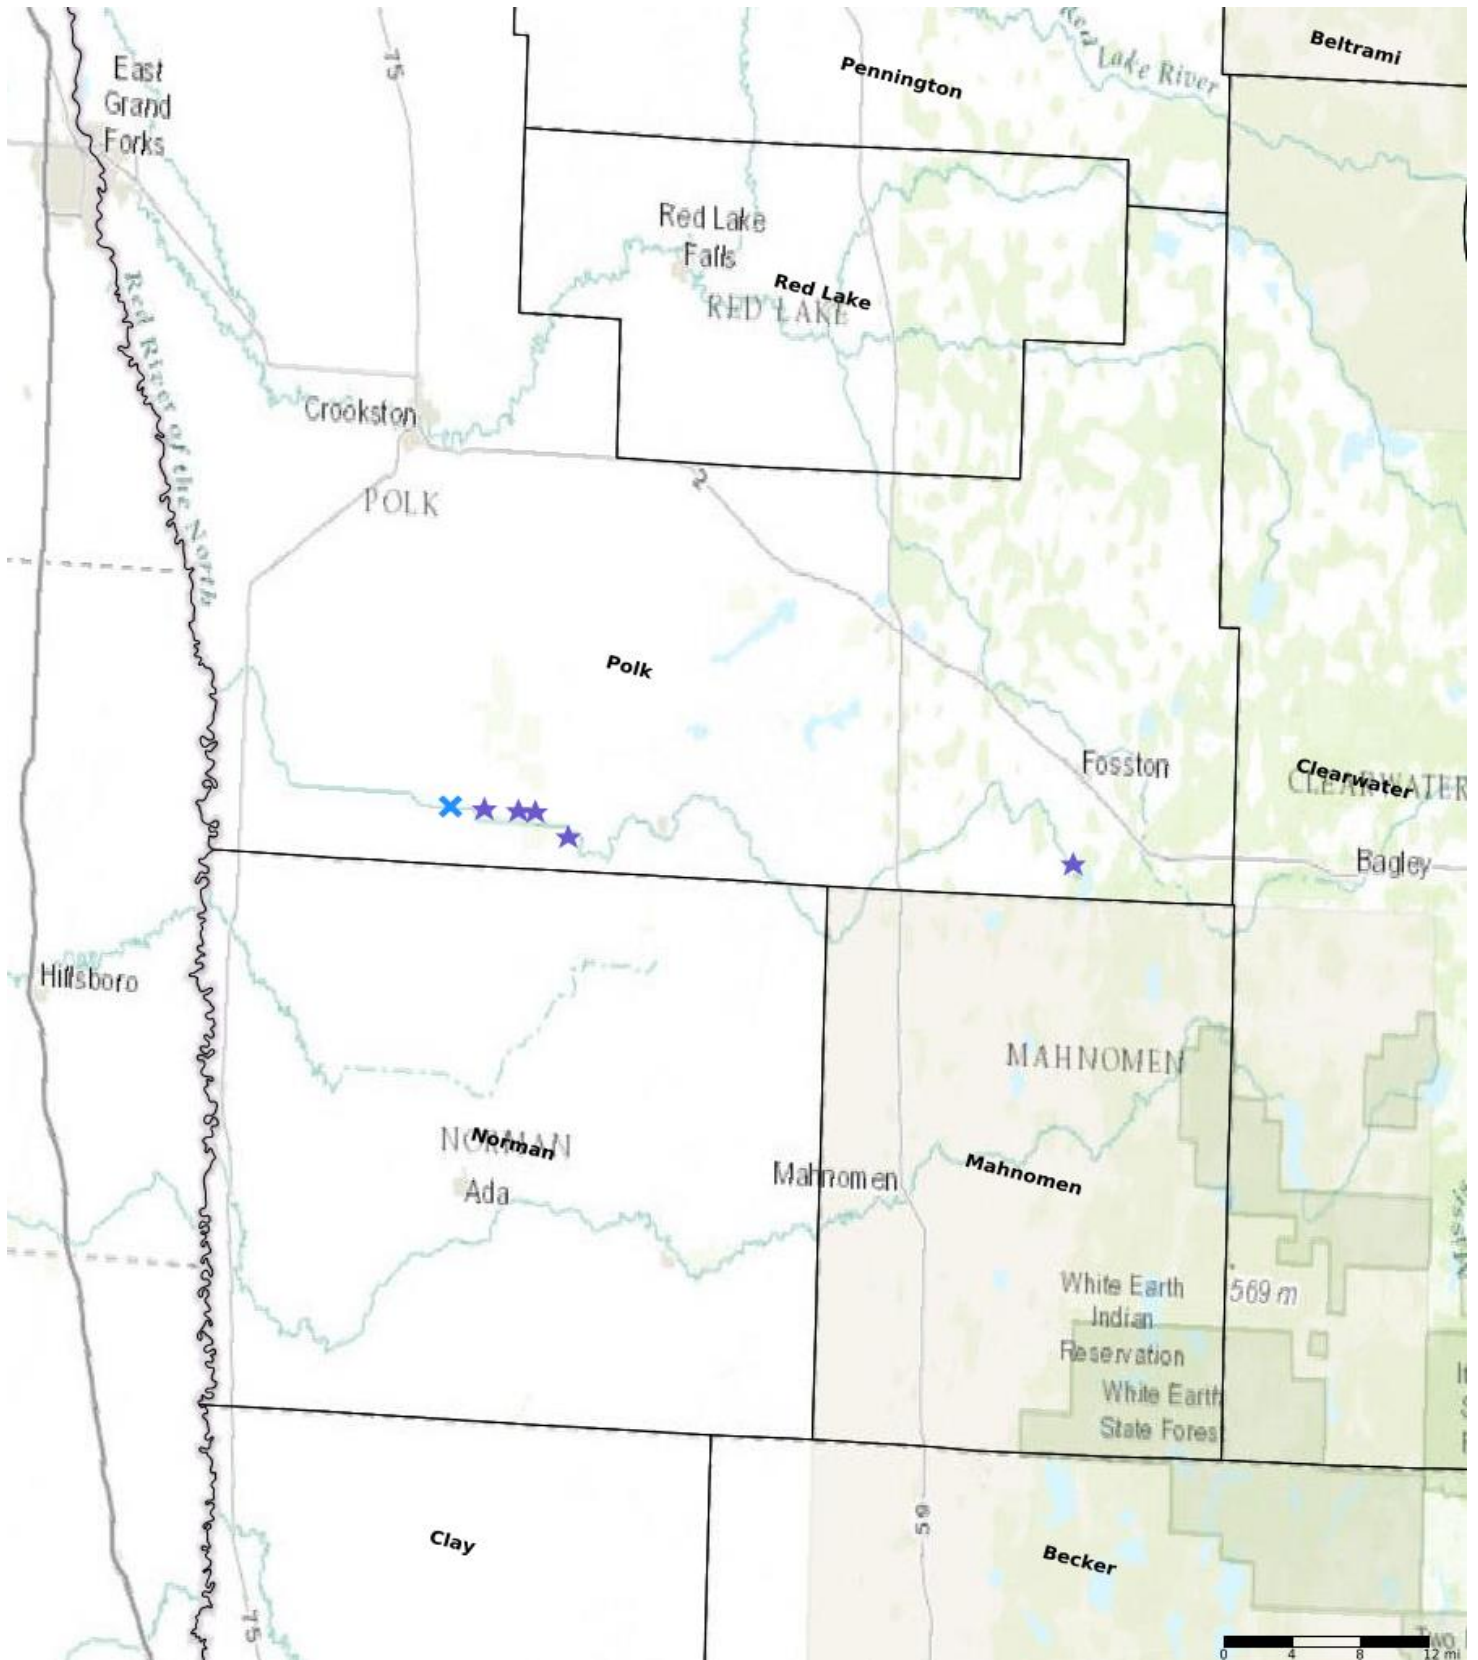 Beltrami
75
East
Grand
Forks
Pennington
Red Lake River
Red Lake
Falls
Red Lake
RED LAKE
Red River of the North
Crookston
2
POLK
Polk
Fosston
Clearwater
CLEARWATER
Bagley
Hillsboro
MAHNOMEN
NORMAN
Norman
Ada
Mahnomen
Mahnomen
White Earth
Indian
Reservation
569 m
White Earth
State Forest
59
Clay
Becker
75
Two
0 4 8 12 mi